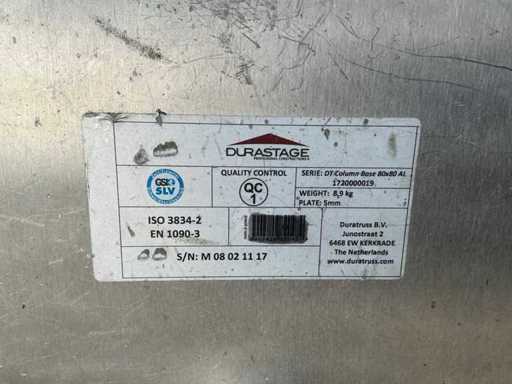 DURASTAGE
PROFESSIONAL CONSTRUCTIONS
GSI
SLV
QUALITY CONTROL
QC
1
SERIE: DT-Column Base 80x80 AL
1720000019
WEIGHT: 8,9 kg
PLATE: 5mm
ISO 3834-2
EN 1090-3
Duratruss B.V.
Junostraat 2
6468 EW KERKRADE
The Netherlands
www.duratruss.com
S/N: M 08 02 11 17